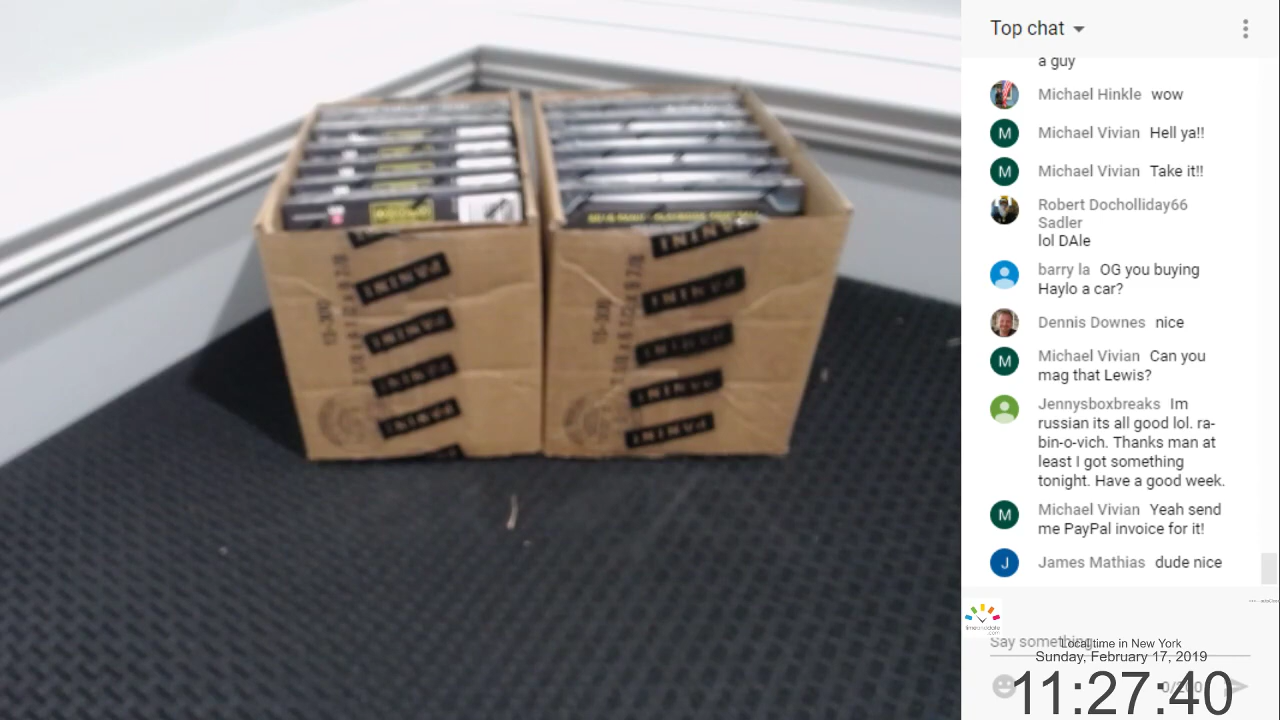 PANINI
PANINI
PANINI
PANINI
PANINI
PANINI
PANINI
PANINI
PANINI
15-300
15-300
Top chat
a guy
Michael Hinkle wow
M Michael Vivian Hell ya!!
M Michael Vivian Take it!!
Robert Docholliday66
Sadler
lol DAle
barry la OG you buying
Haylo a car?
Dennis Downes nice
M Michael Vivian Can you
mag that Lewis?
Jennysboxbreaks Im
russian its all good lol. ra-
bin-o-vich. Thanks man at
least I got something
tonight. Have a good week.
M Michael Vivian Yeah send
me PayPal invoice for it!
J James Mathias dude nice
Say something...
Local time in New York
Sunday, February 17, 2019
11:27:40